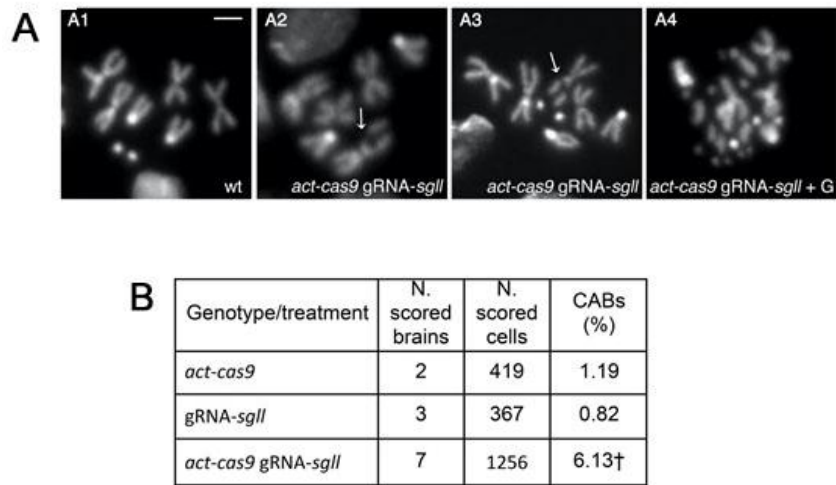 A
A1
A2
A3
A4
wt
act-cas9 gRNA-sgll
act-cas9 gRNA-sgll
act-cas9 gRNA-sgll + G
B
Genotype/treatment N. scored brains N. scored cells CABs (%)
act-cas9 2 419 1.19
gRNA-sgll 3 367 0.82
act-cas9 gRNA-sgll 7 1256 6.13†